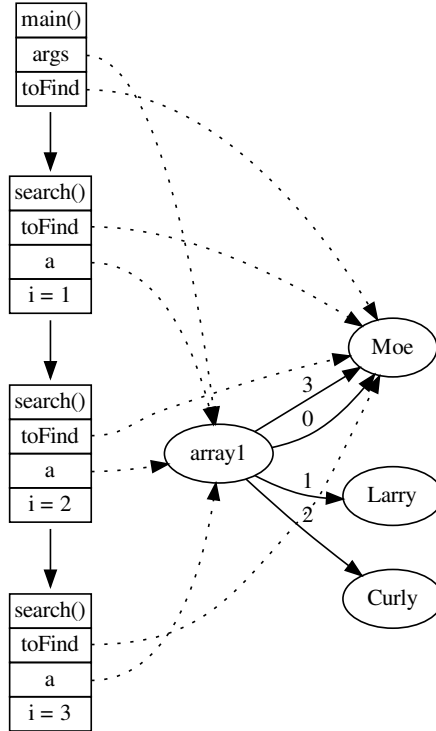 main()
args
toFind
search()
toFind
a
i = 1
search()
toFind
a
i = 2
search()
toFind
a
i = 3
array1
3
0
1
2
Moe
Larry
Curly